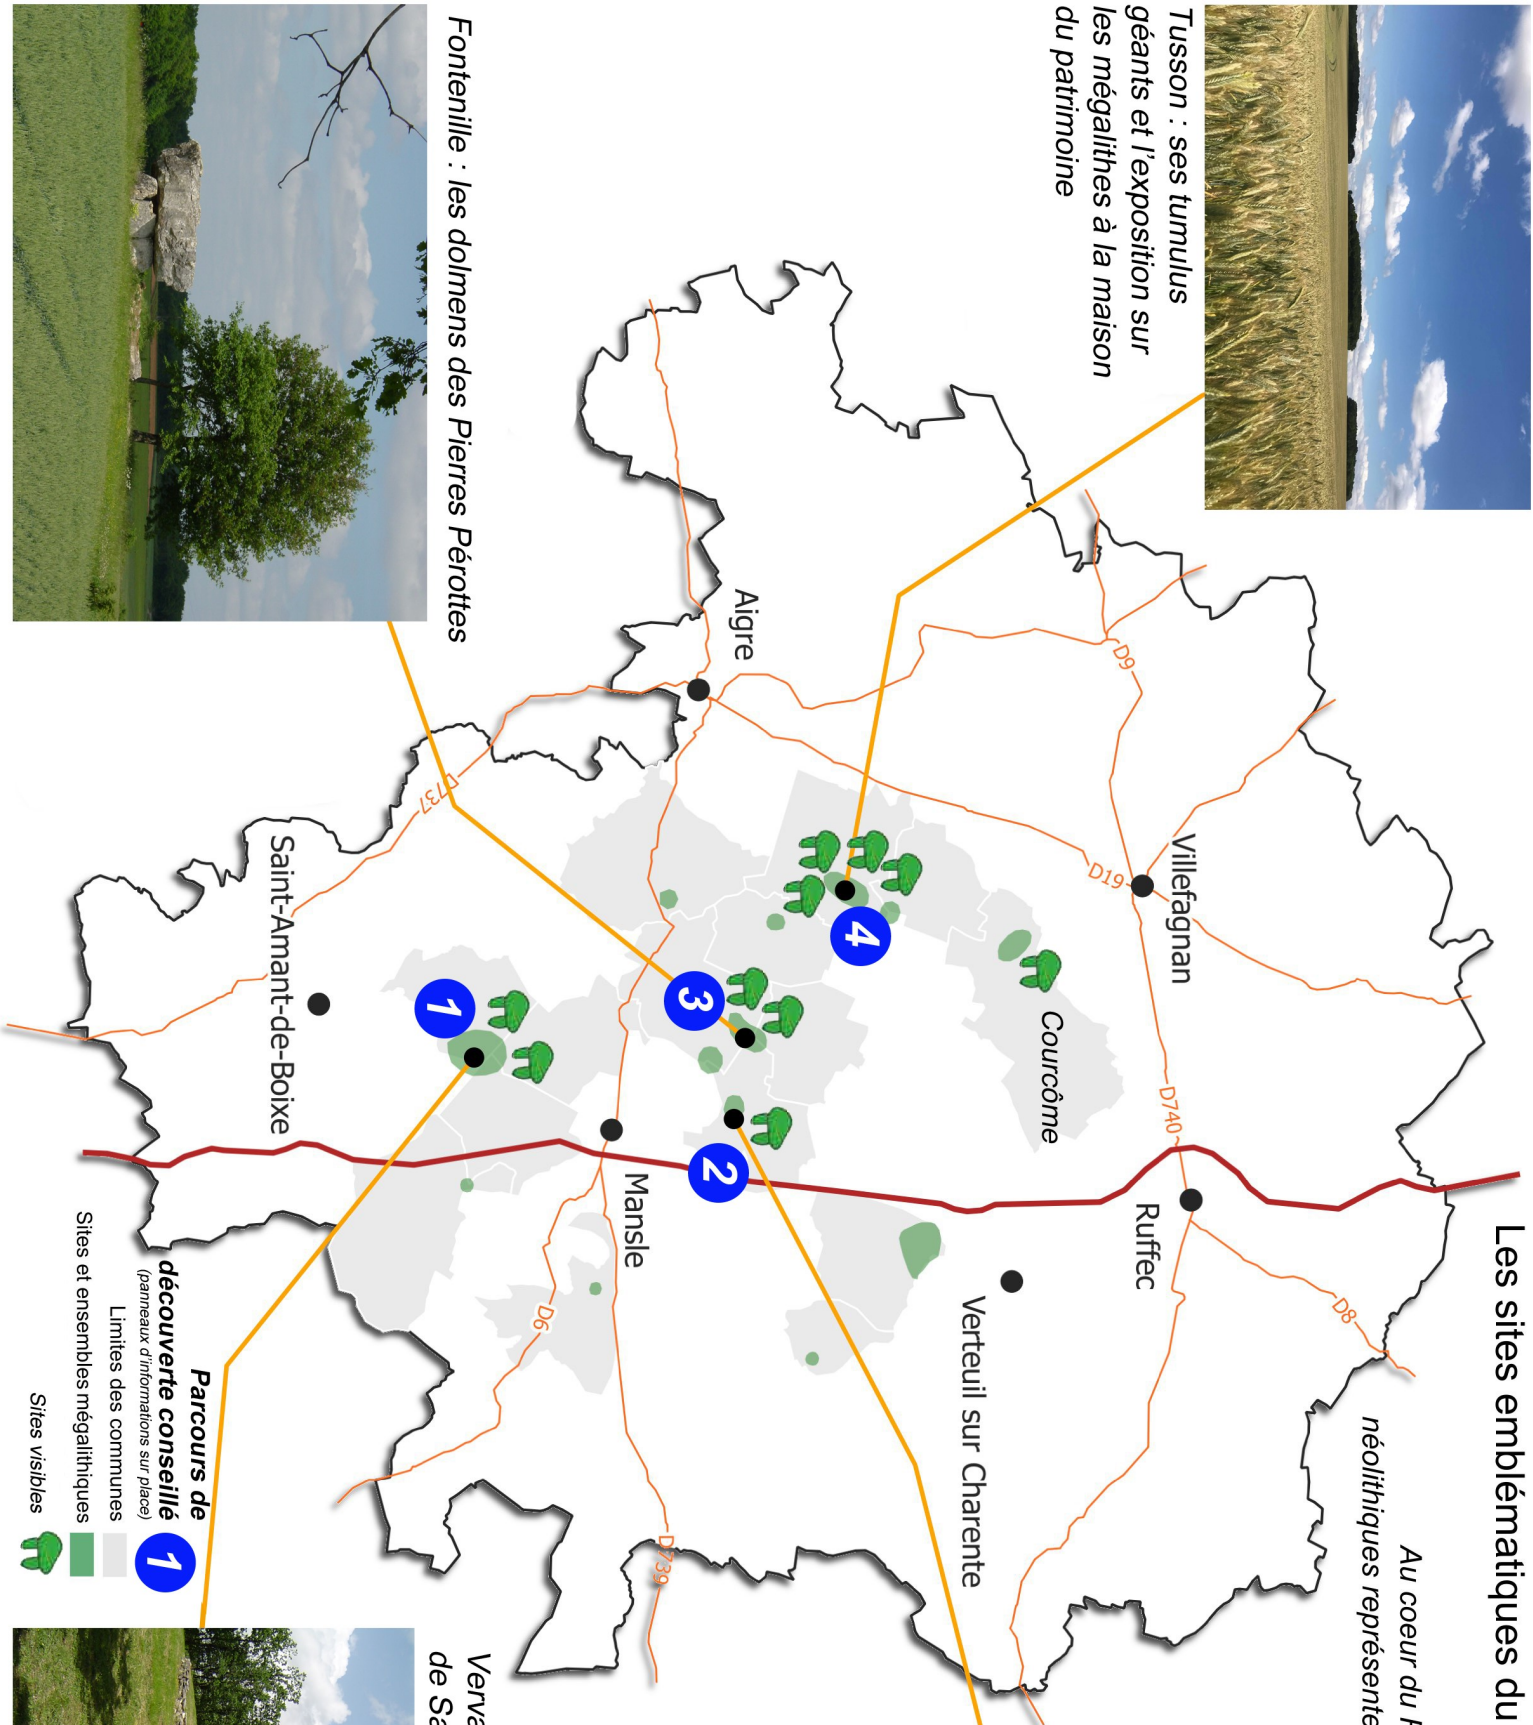 Les sites emblématiques du
Au coeur du
néolithiques représente
Tusson : ses tumulus
géants et l'exposition sur
les mégalithes à la maison
du patrimoine
Fontenille : les dolmens des Pierres Pérottes
D9
Villefagnan
D19
D740
Ruffec
D8
Courcôme
Verteuil sur Charente
Aigre
4
3
2
Mansle
D6
D739
D737
1
Saint-Amant-de-Boixe
Parcours de
découverte conseillé
(panneaux d'informations sur place)
1
Limites des communes
Sites et ensembles mégalithiques
Sites visibles